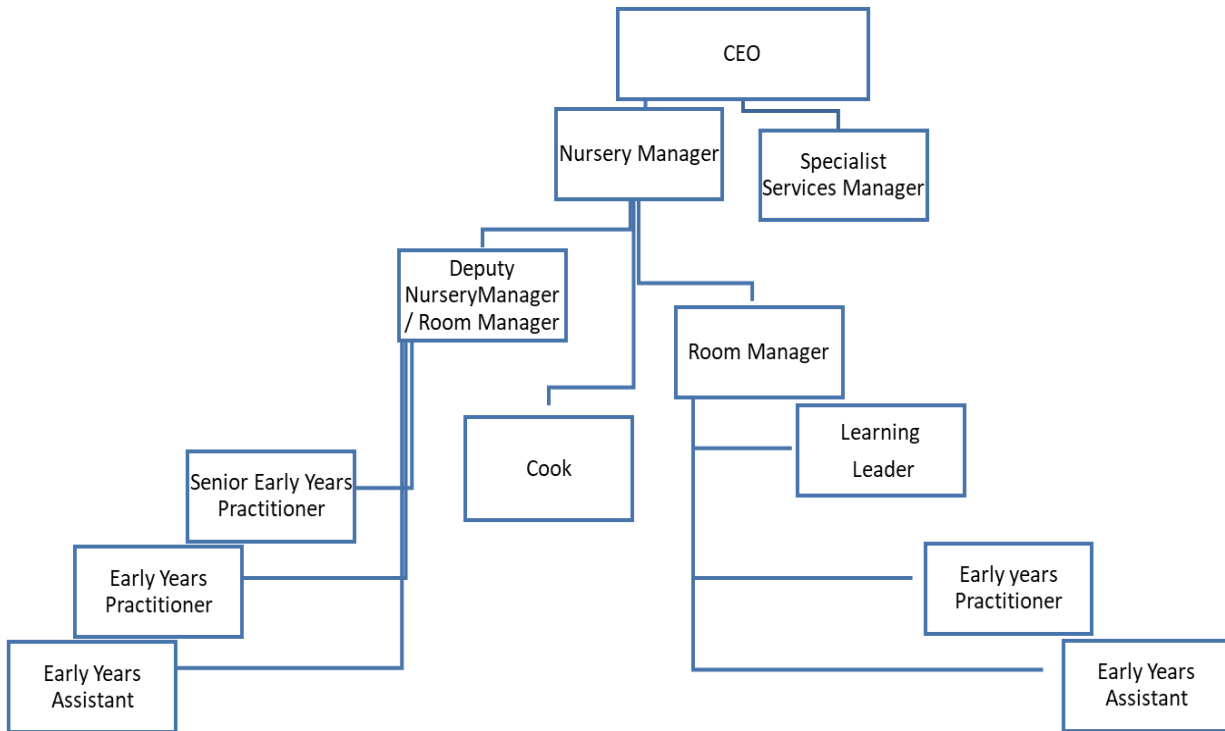 CEO
Nursery Manager
Specialist
Services Manager
Deputy
NurseryManager
/ Room Manager
Room Manager
Cook
Learning
Leader
Senior Early Years
Practitioner
Early Years
Practitioner
Early years
Practitioner
Early Years
Assistant
Early Years
Assistant